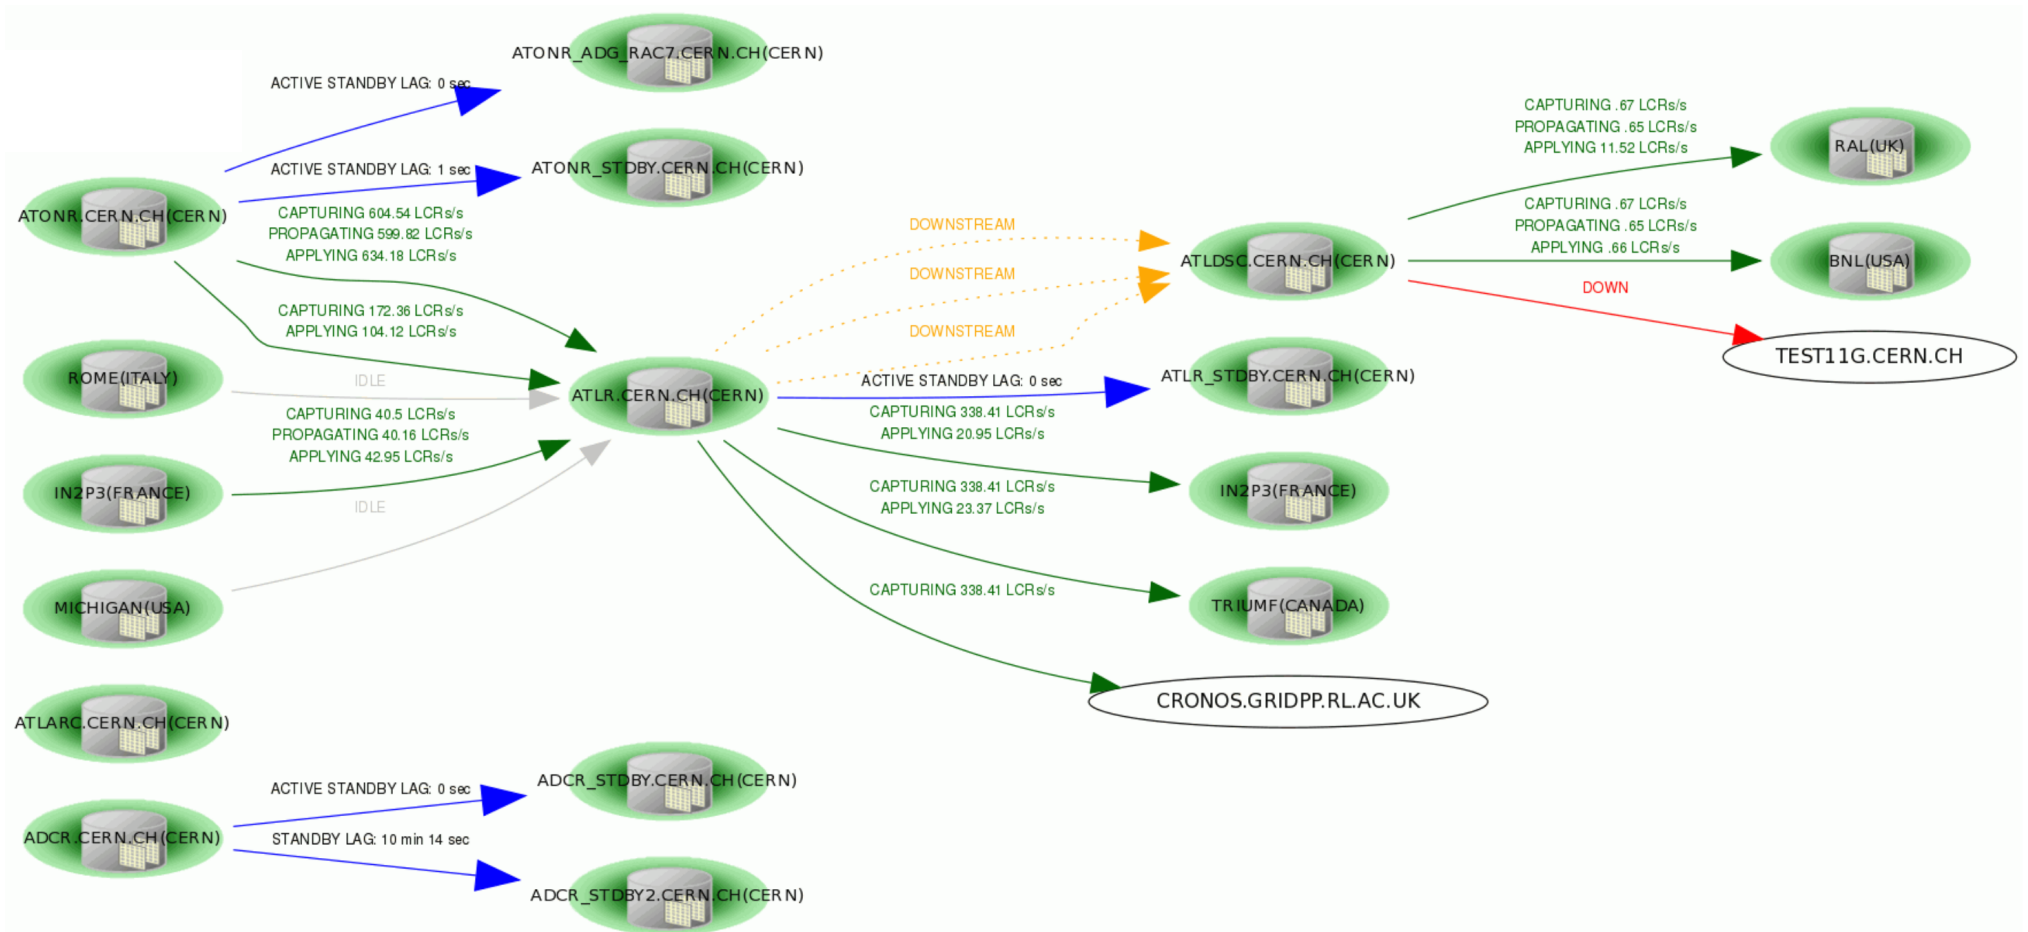 ATONR_ADG_RAC7.CERN.CH(CERN)
ACTIVE STANDBY LAG: 0 sec
ATONR_STDBY.CERN.CH(CERN)
ACTIVE STANDBY LAG: 1 sec
ATONR.CERN.CH(CERN)
CAPTURING 604.54 LCRs/s
PROPAGATING 599.82 LCRs/s
APPLYING 634.18 LCRs/s
CAPTURING 172.36 LCRs/s
APPLYING 104.12 LCRs/s
ROME(ITALY)
IDLE
ATLR.CERN.CH(CERN)
CAPTURING 40.5 LCRs/s
PROPAGATING 40.16 LCRs/s
APPLYING 42.95 LCRs/s
IN2P3(FRANCE)
IDLE
MICHIGAN(USA)
ATLARC.CERN.CH(CERN)
ADCR_STDBY.CERN.CH(CERN)
ACTIVE STANDBY LAG: 0 sec
ADCR.CERN.CH(CERN)
STANDBY LAG: 10 min 14 sec
ADCR_STDBY2.CERN.CH(CERN)
DOWNSTREAM
DOWNSTREAM
DOWNSTREAM
ATLDSC.CERN.CH(CERN)
ACTIVE STANDBY LAG: 0 sec
ATLR_STDBY.CERN.CH(CERN)
CAPTURING 338.41 LCRs/s
APPLYING 20.95 LCRs/s
IN2P3(FRANCE)
CAPTURING 338.41 LCRs/s
APPLYING 23.37 LCRs/s
TRIUMF(CANADA)
CAPTURING 338.41 LCRs/s
CRONOS.GRIDPP.RL.AC.UK
CAPTURING .67 LCRs/s
PROPAGATING .65 LCRs/s
APPLYING 11.52 LCRs/s
RAL(UK)
CAPTURING .67 LCRs/s
PROPAGATING .65 LCRs/s
APPLYING .66 LCRs/s
BNL(USA)
DOWN
TEST11G.CERN.CH